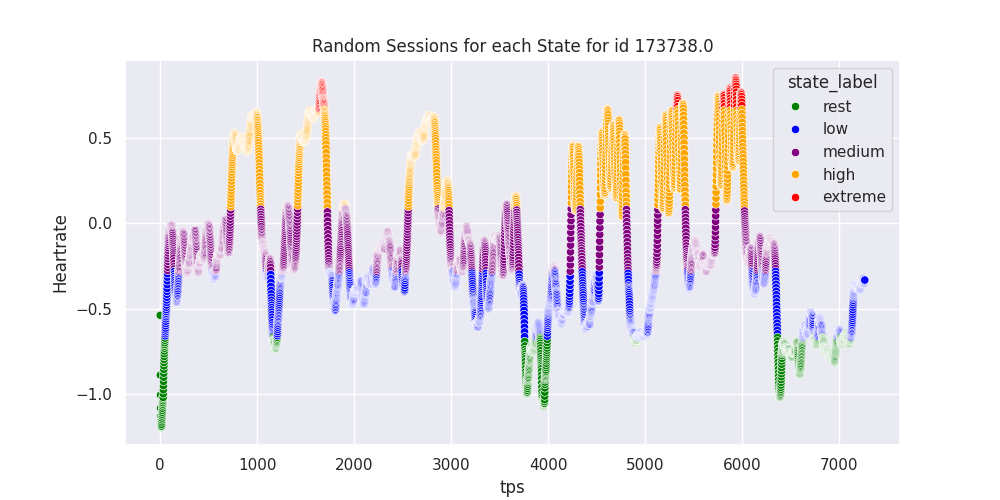 Random Sessions for each State for id 173738.0
state_label
rest
low
medium
high
extreme
Heartrate
0.5
0.0
−0.5
−1.0
0
1000
2000
3000
4000
5000
6000
7000
tps